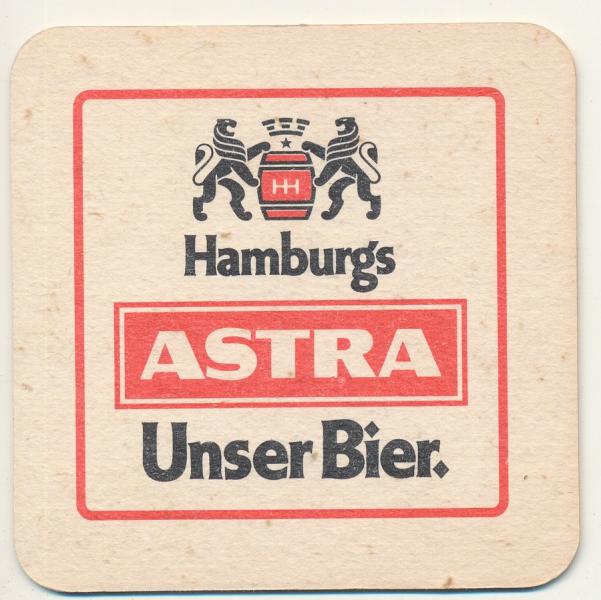 HH
Hamburgs
ASTRA
Unser Bier.